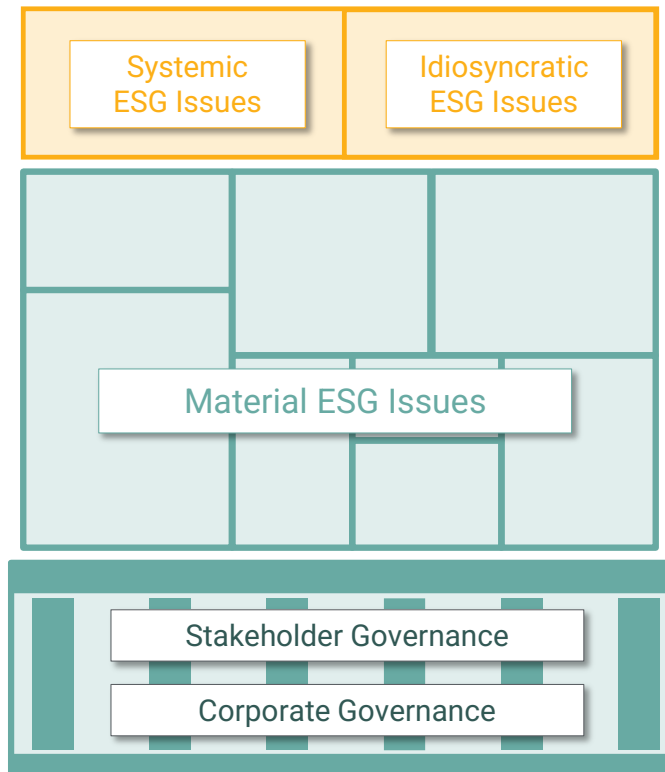 Systemic
ESG Issues
Idiosyncratic
ESG Issues
Material ESG Issues
Stakeholder Governance
Corporate Governance